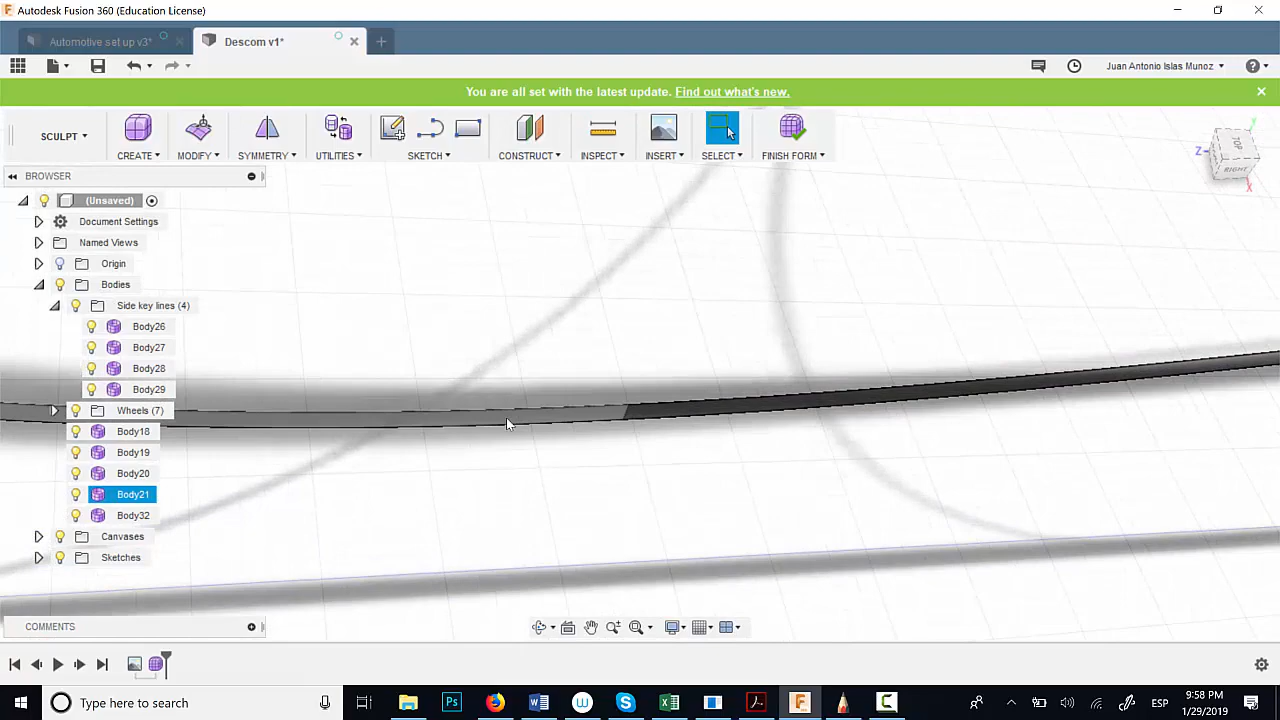 Autodesk Fusion 360 (Education License)
Automotive set up v3*
Descom v1*
Juan Antonio Islas Munoz
You are all set with the latest update. Find out what's new.
SCULPT
CREATE
MODIFY
SYMMETRY
UTILITIES
SKETCH
CONSTRUCT
INSPECT
INSERT
SELECT
FINISH FORM
TOP
RIGHT
Z
Y
X
BROWSER
(Unsaved)
Document Settings
Named Views
Origin
Bodies
Side key lines (4)
Body26
Body27
Body28
Body29
Wheels (7)
Body18
Body19
Body20
Body21
Body32
Canvases
Sketches
COMMENTS
Type here to search
ESP
9:58 PM
1/29/2019